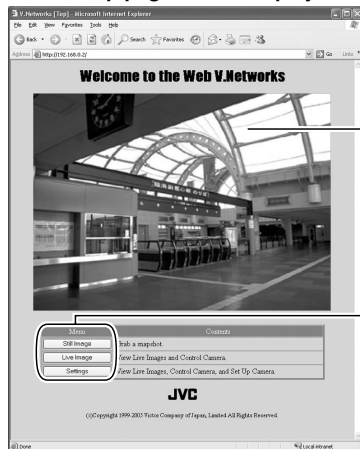 V.Networks [Top] - Microsoft Internet Explorer
File Edit View Favorites Tools Help
Back Search Favorites
Address http://192.168.0.2/ Go Links
Welcome to the Web V.Networks
Menu Contents
Still Image Grab a snapshot.
Live Image View Live Images and Control Camera.
Settings View Live Images, Control Camera, and Set Up Camera.
JVC
(c)Copyright 1999-2005 Victor Company of Japan, Limited All Rights Reserved.
Done Local intranet